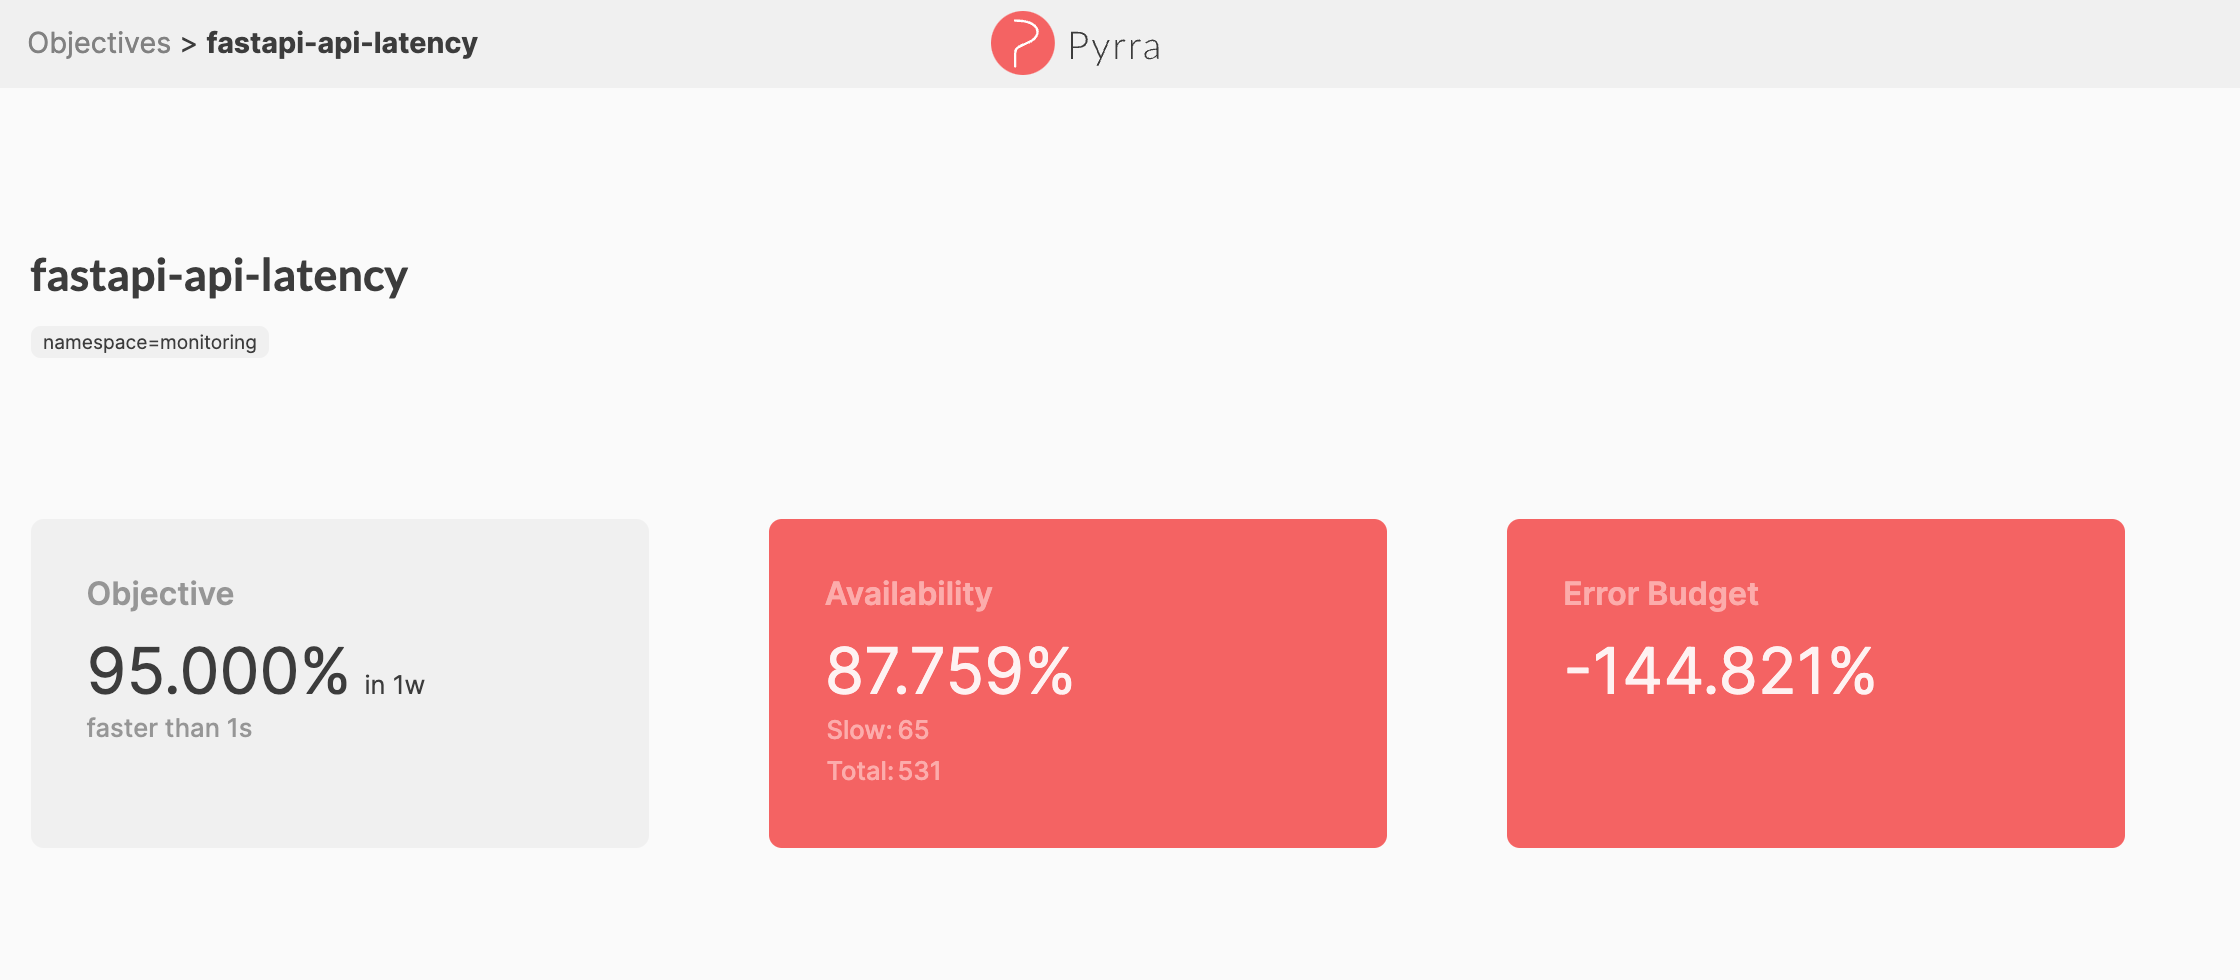 Objectives > fastapi-api-latency
Pyrra
fastapi-api-latency
namespace=monitoring
Objective
95.000% in 1w
faster than 1s
Availability
87.759%
Slow: 65
Total: 531
Error Budget
-144.821%